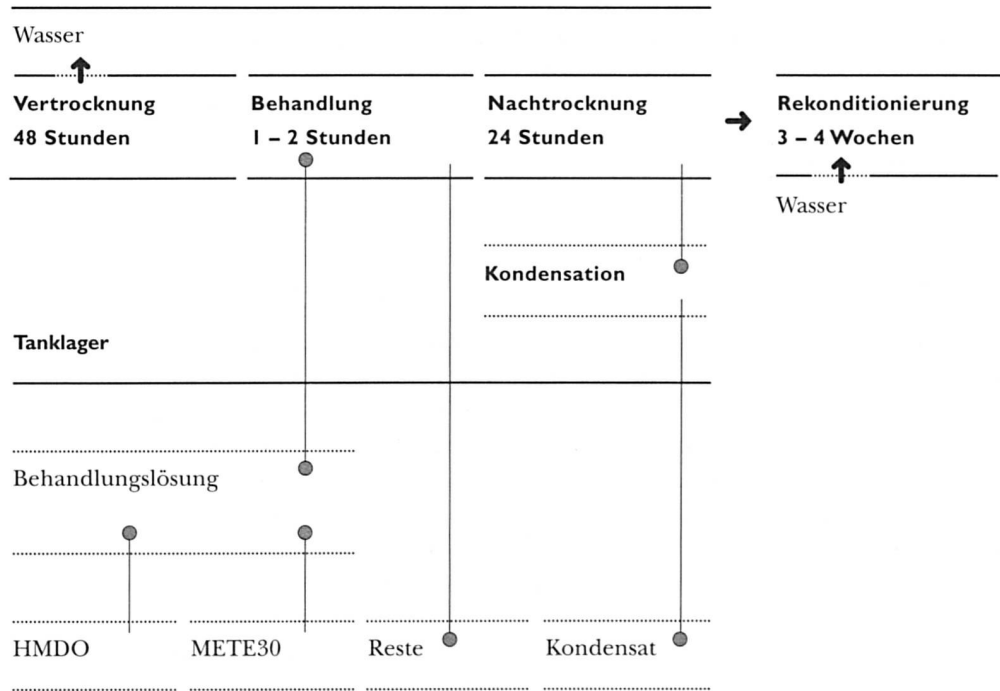 Wasser
Vertrocknung
48 Stunden
Behandlung
1 – 2 Stunden
Nachtrocknung
24 Stunden
Rekonditionierung
3 – 4 Wochen
Wasser
Kondensation
Tanklager
Behandlungslösung
HMDO
METE30
Reste
Kondensat